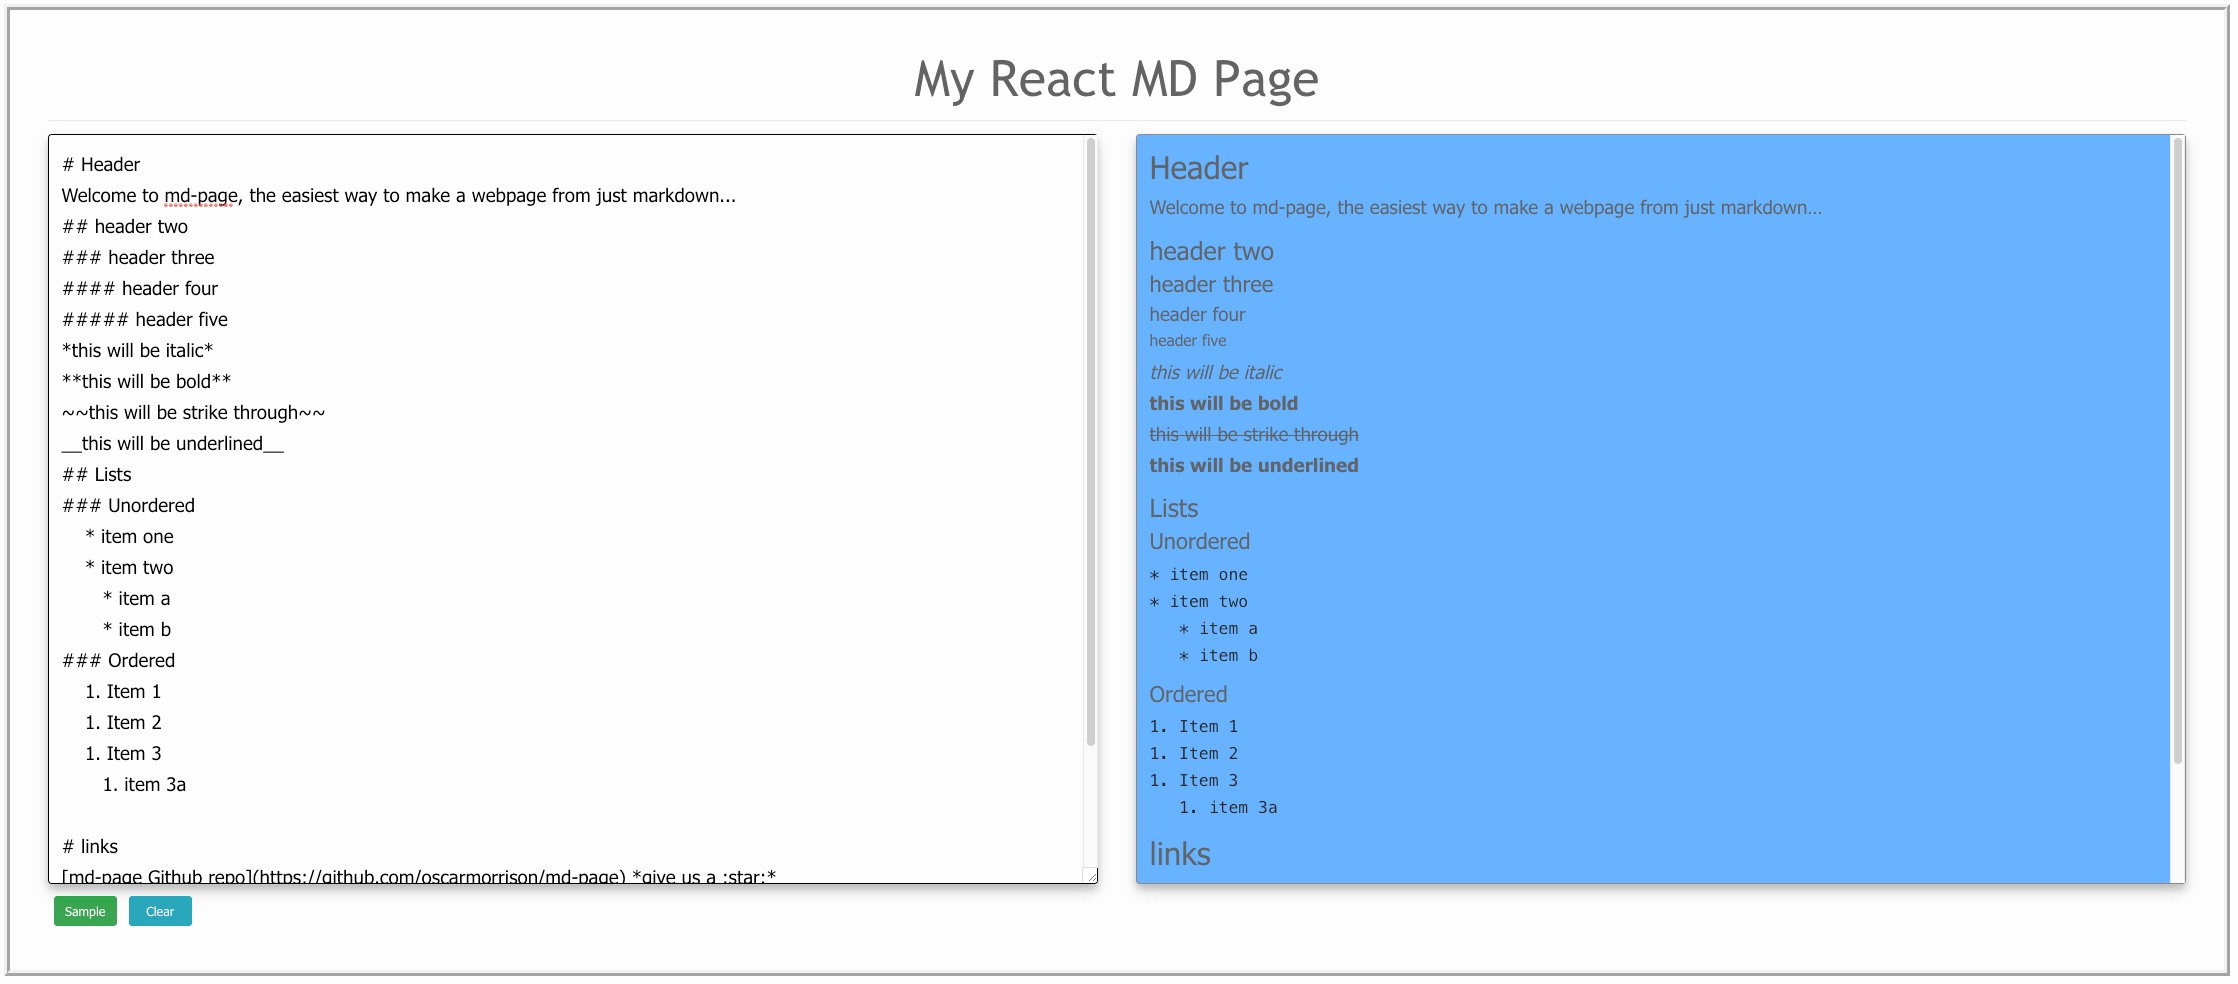 My React MD Page
# Header
Welcome to md-page, the easiest way to make a webpage from just markdown...
## header two
### header three
#### header four
##### header five
*this will be italic*
**this will be bold**
~~this will be strike through~~
__this will be underlined__
## Lists
### Unordered
* item one
* item two
* item a
* item b
### Ordered
1. Item 1
1. Item 2
1. Item 3
1. item 3a
# links
[md-page Github repo](https://github.com/oscarmorrison/md-page) *give us a :star:*
Header
Welcome to md-page, the easiest way to make a webpage from just markdown...
header two
header three
header four
header five
this will be italic
this will be bold
this will be strike through
this will be underlined
Lists
Unordered
* item one
* item two
* item a
* item b
Ordered
1. Item 1
1. Item 2
1. Item 3
1. item 3a
links
Sample
Clear